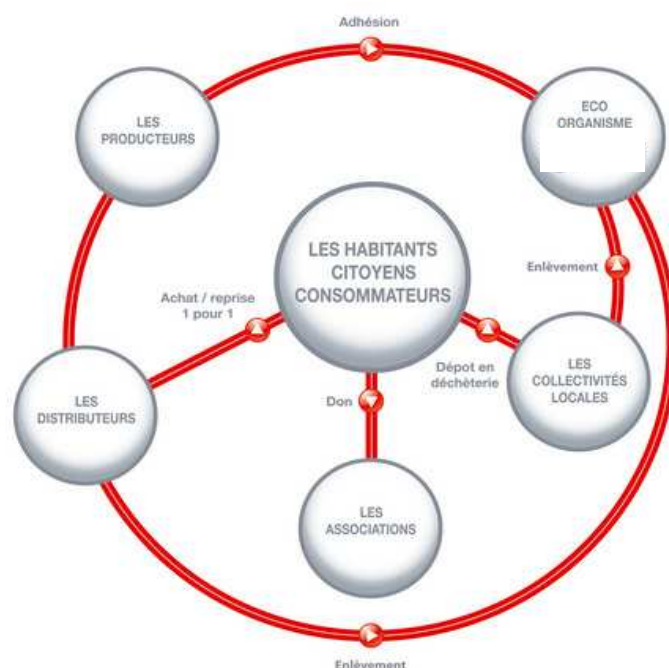 Adhésion
LES
PRODUCTEURS
ECO
ORGANISME
LES HABITANTS
CITOYENS
CONSOMMATEURS
Enlèvement
Achat / reprise
1 pour 1
Dépot en
déchèterie
LES
COLLECTIVITÉS
LOCALES
LES
DISTRIBUTEURS
Don
LES
ASSOCIATIONS
Enlèvement